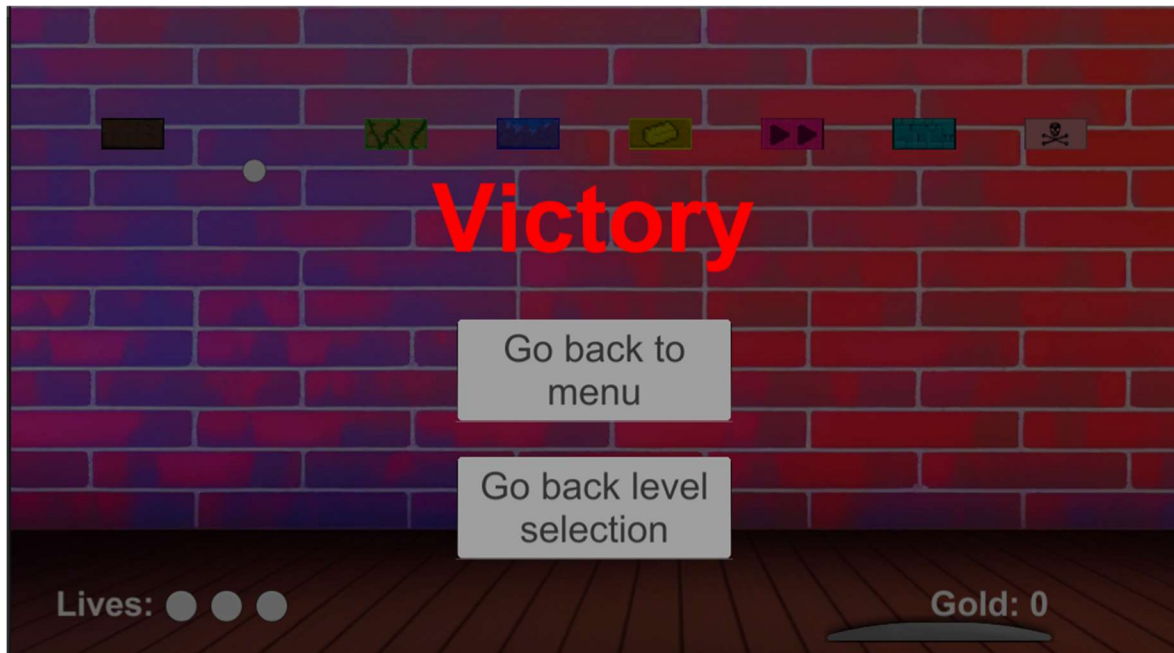 Victory
Go back to
menu
Go back level
selection
Lives:
Gold: 0